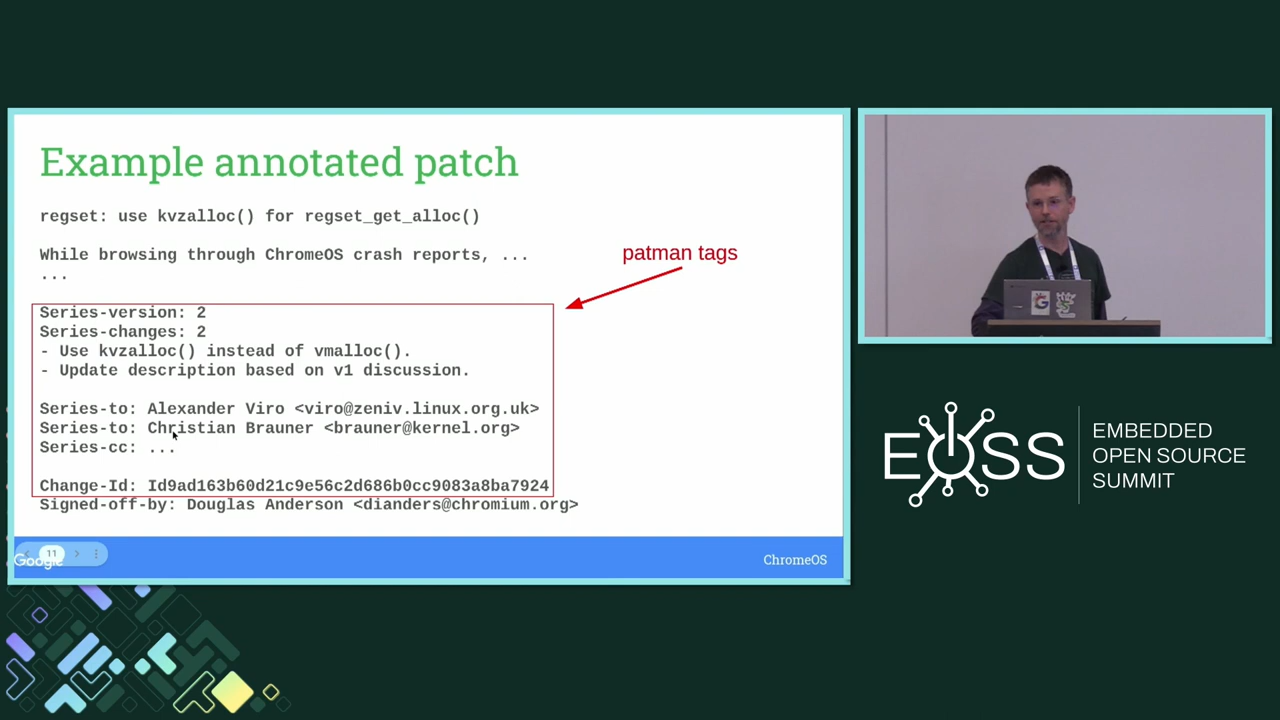 Example annotated patch
regset: use kvzalloc() for regset_get_alloc()
While browsing through ChromeOS crash reports, ...
...
patman tags
Series-version: 2
Series-changes: 2
- Use kvzalloc() instead of vmalloc().
- Update description based on v1 discussion.
Series-to: Alexander Viro <viro@zeniv.linux.org.uk>
Series-to: Christian Brauner <brauner@kernel.org>
Series-cc: ...
Change-Id: Id9ad163b60d21c9e56c2d686b0cc9083a8ba7924
Signed-off-by: Douglas Anderson <dianders@chromium.org>
11
Google
ChromeOS
G
EOSS
EMBEDDED
OPEN SOURCE
SUMMIT